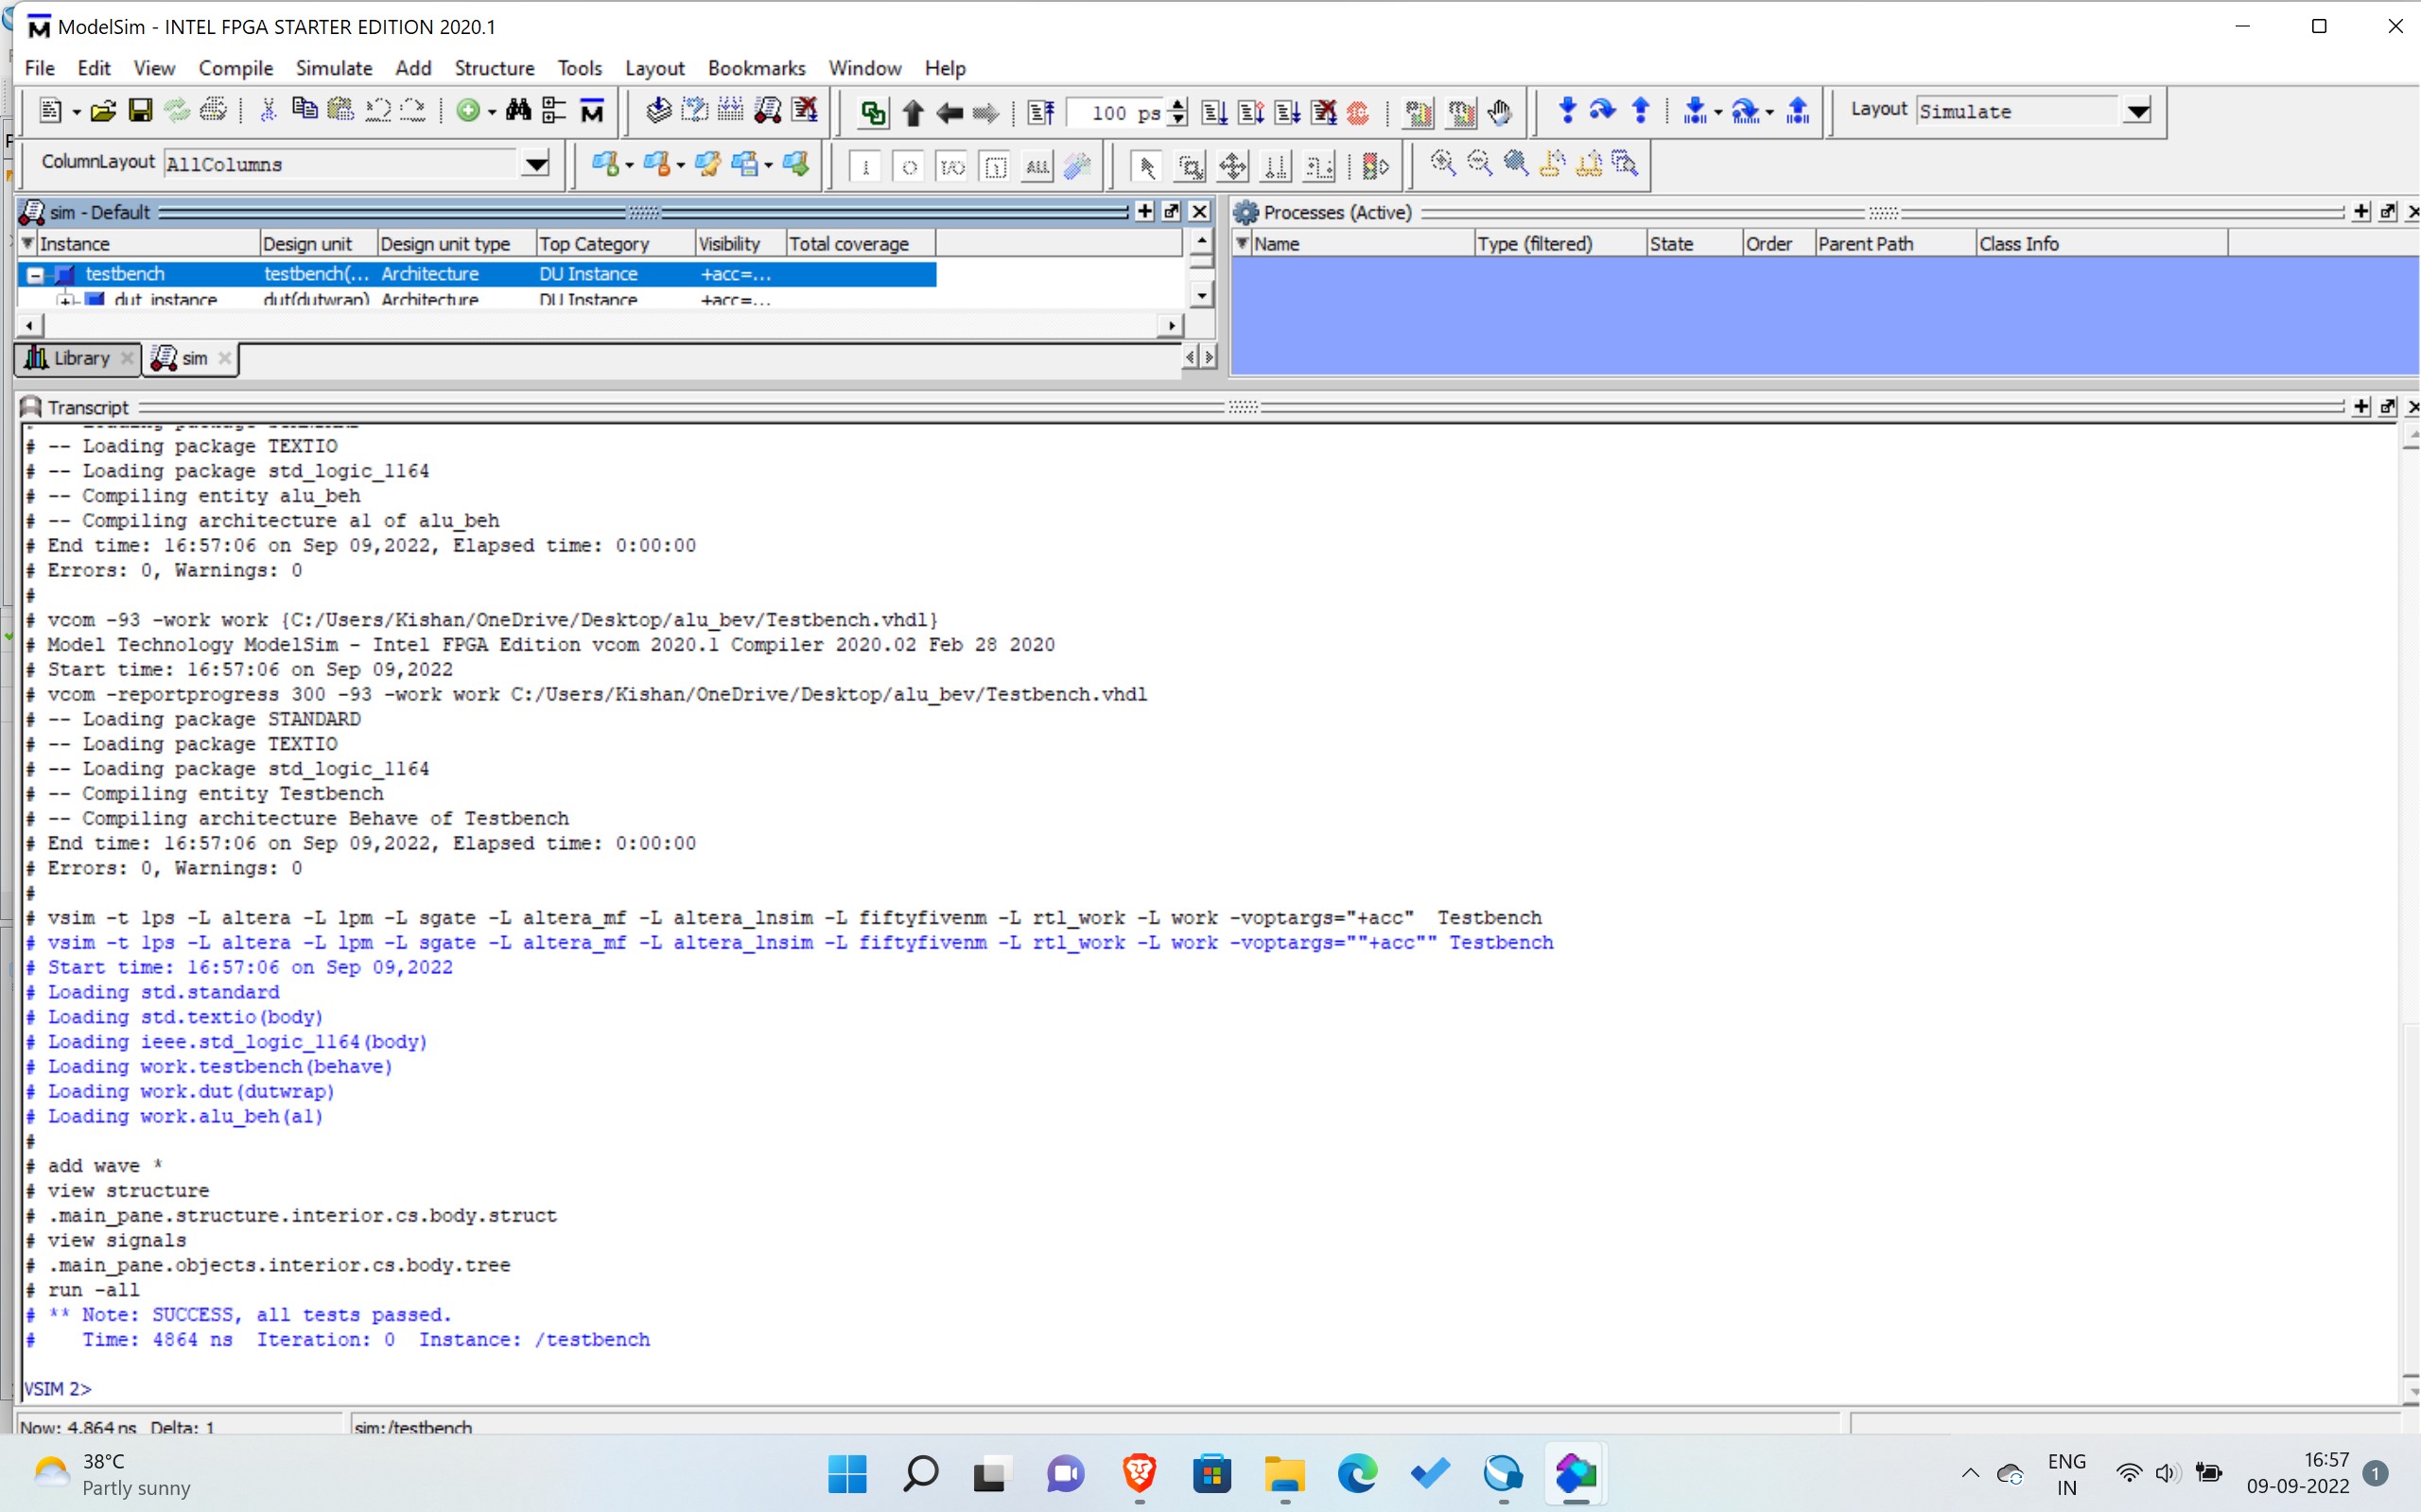 ModelSim - INTEL FPGA STARTER EDITION 2020.1
File Edit View Compile Simulate Add Structure Tools Layout Bookmarks Window Help
100 ps
Layout Simulate
ColumnLayout AllColumns
I/O ALL
sim - Default
Instance Design unit Design unit type Top Category Visibility Total coverage
testbench testbench(... Architecture DU Instance +acc=...
dut_instance dut(dutwrap) Architecture DU Instance +acc=...
Library sim
Processes (Active)
Name Type (filtered) State Order Parent Path Class Info
Transcript
# -- Loading package TEXTIO
# -- Loading package std_logic_1164
# -- Compiling entity alu_beh
# -- Compiling architecture a1 of alu_beh
# End time: 16:57:06 on Sep 09,2022, Elapsed time: 0:00:00
# Errors: 0, Warnings: 0
#
# vcom -93 -work work {C:/Users/Kishan/OneDrive/Desktop/alu_bev/Testbench.vhdl}
# Model Technology ModelSim - Intel FPGA Edition vcom 2020.1 Compiler 2020.02 Feb 28 2020
# Start time: 16:57:06 on Sep 09,2022
# vcom -reportprogress 300 -93 -work work C:/Users/Kishan/OneDrive/Desktop/alu_bev/Testbench.vhdl
# -- Loading package STANDARD
# -- Loading package TEXTIO
# -- Loading package std_logic_1164
# -- Compiling entity Testbench
# -- Compiling architecture Behave of Testbench
# End time: 16:57:06 on Sep 09,2022, Elapsed time: 0:00:00
# Errors: 0, Warnings: 0
#
# vsim -t 1ps -L altera -L lpm -L sgate -L altera_mf -L altera_lnsim -L fiftyfivenm -L rtl_work -L work -voptargs="+acc"  Testbench
# vsim -t 1ps -L altera -L lpm -L sgate -L altera_mf -L altera_lnsim -L fiftyfivenm -L rtl_work -L work -voptargs=""+acc"" Testbench
# Start time: 16:57:06 on Sep 09,2022
# Loading std.standard
# Loading std.textio(body)
# Loading ieee.std_logic_1164(body)
# Loading work.testbench(behave)
# Loading work.dut(dutwrap)
# Loading work.alu_beh(a1)
#
# add wave *
# view structure
# .main_pane.structure.interior.cs.body.struct
# view signals
# .main_pane.objects.interior.cs.body.tree
# run -all
# ** Note: SUCCESS, all tests passed.
#    Time: 4864 ns  Iteration: 0  Instance: /testbench
VSIM 2>
Now: 4,864 ns Delta: 1 sim:/testbench
38°C
Partly sunny
ENG
IN
16:57
09-09-2022
1